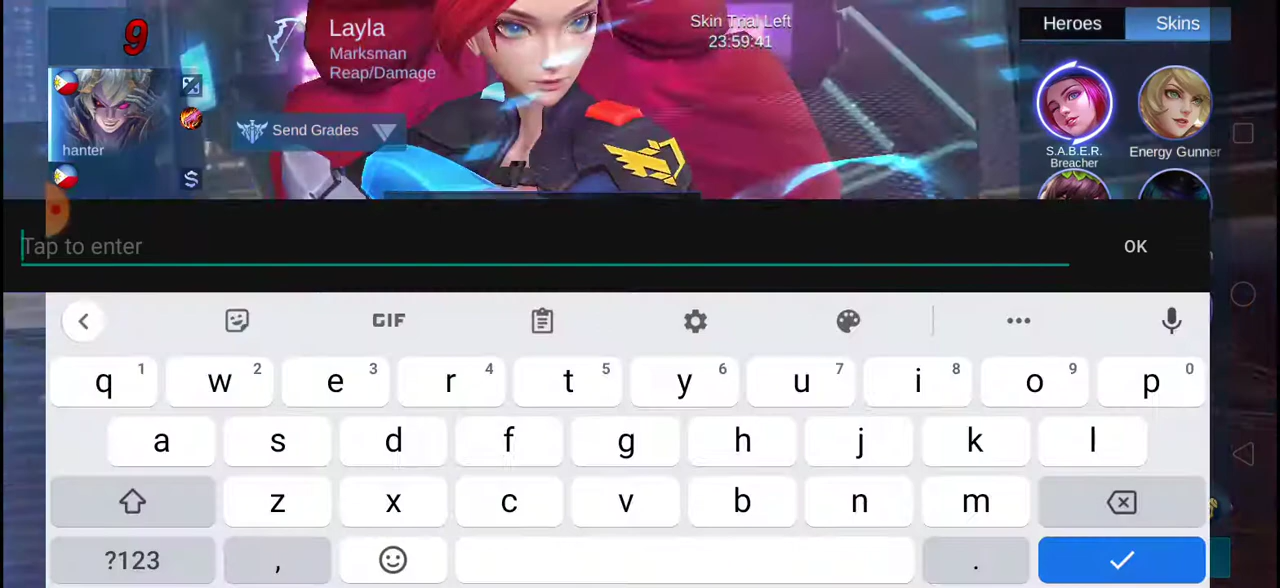 9
Layla
Marksman
Reap/Damage
Send Grades
hanter
Skin Trial Left
23:59:41
Heroes
Skins
S.A.B.E.R.
Breacher
Energy Gunner
Tap to enter
OK
GIF
q 1 w 2 e 3 r 4 t 5 y 6 u 7 i 8 o 9 p 0
a s d f g h j k l
z x c v b n m
?123 , .